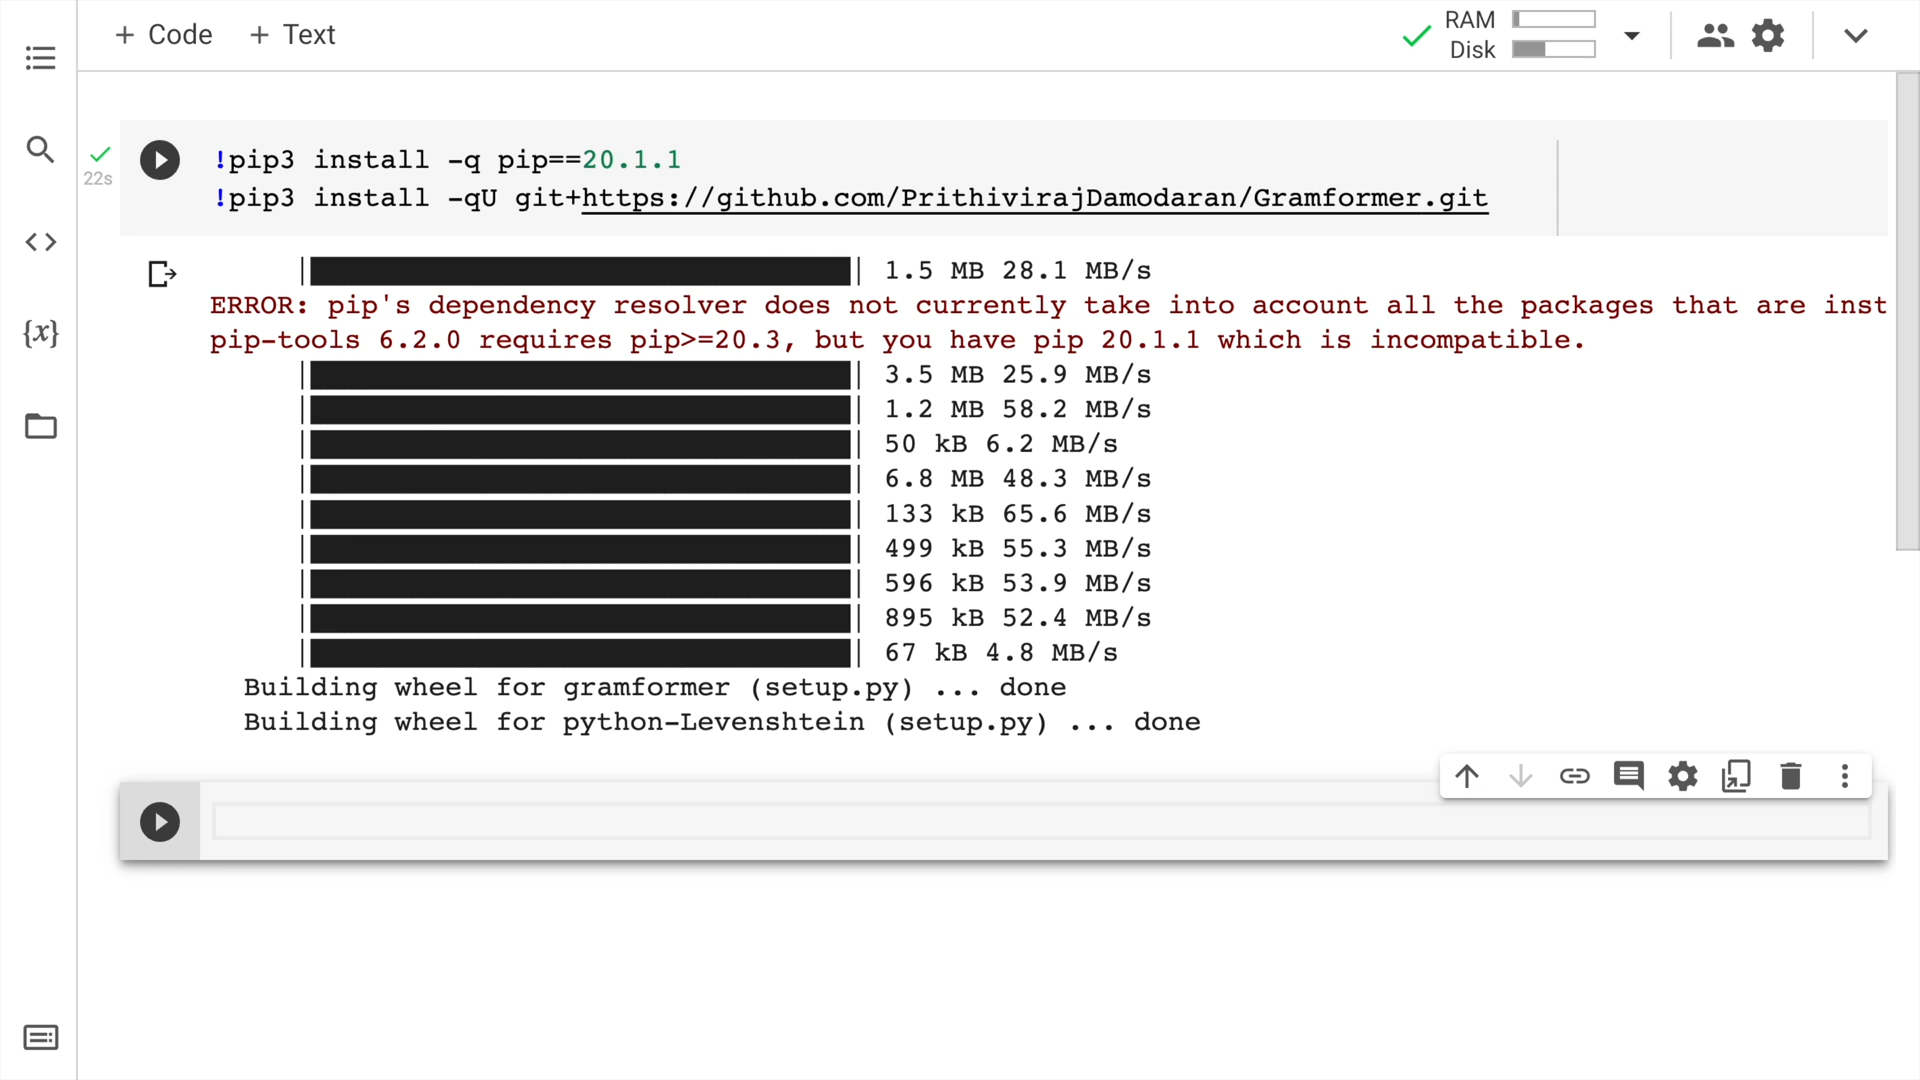 + Code + Text
RAM
Disk
22s
!pip3 install -q pip==20.1.1
!pip3 install -qU git+https://github.com/PrithivirajDamodaran/Gramformer.git
{x}
| 1.5 MB 28.1 MB/s
ERROR: pip's dependency resolver does not currently take into account all the packages that are inst
pip-tools 6.2.0 requires pip>=20.3, but you have pip 20.1.1 which is incompatible.
| 3.5 MB 25.9 MB/s
| 1.2 MB 58.2 MB/s
| 50 kB 6.2 MB/s
| 6.8 MB 48.3 MB/s
| 133 kB 65.6 MB/s
| 499 kB 55.3 MB/s
| 596 kB 53.9 MB/s
| 895 kB 52.4 MB/s
| 67 kB 4.8 MB/s
Building wheel for gramformer (setup.py) ... done
Building wheel for python-Levenshtein (setup.py) ... done